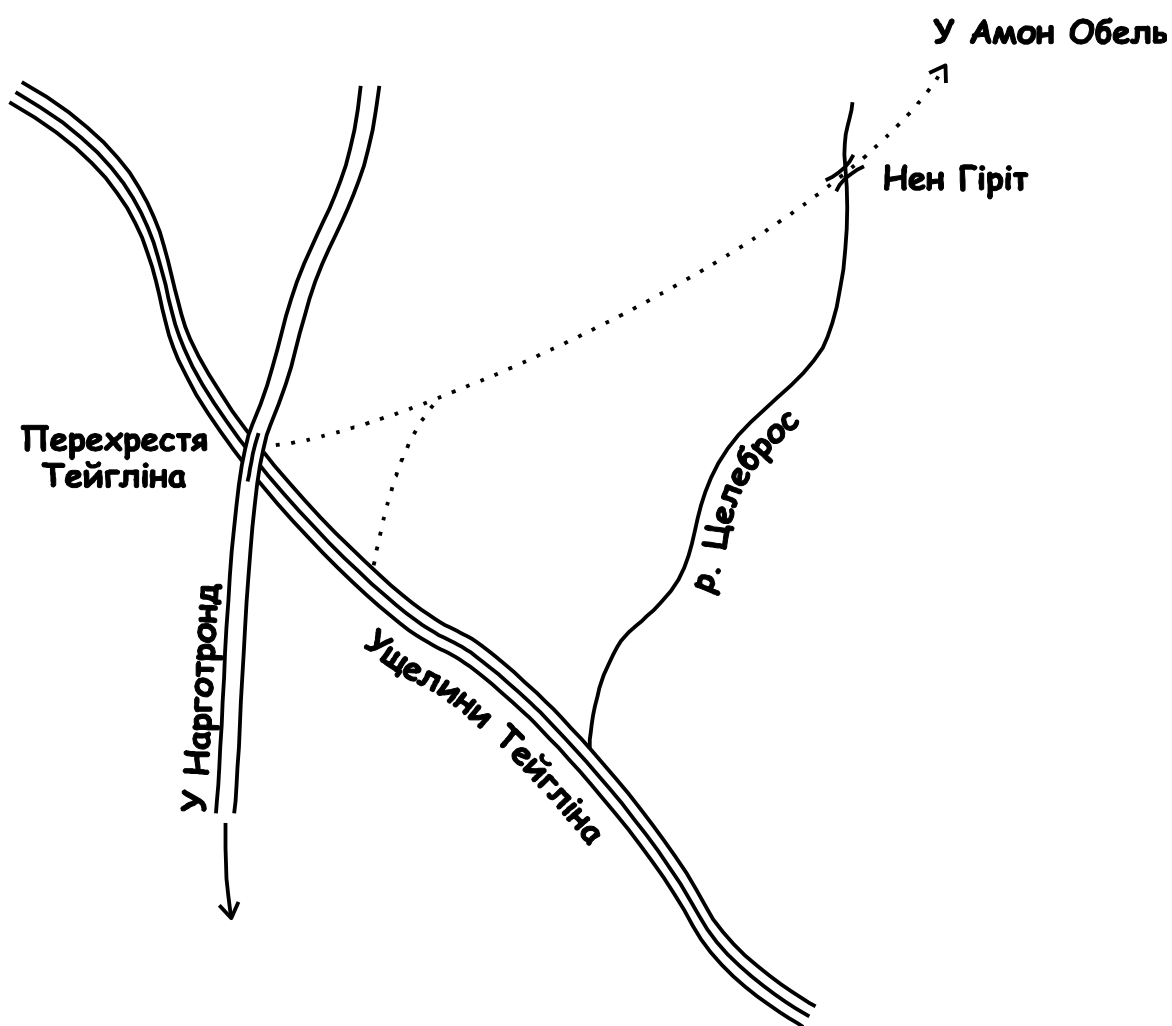 У Амон Обель
Нен Гіріт
Перехрестя
Тейгліна
р. Целеброс
У Нарготронд
Ущелини Тейгліна